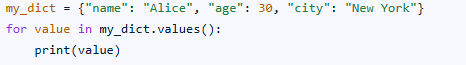 my_dict = {"name": "Alice", "age": 30, "city": "New York"}
for value in my_dict.values():
    print(value)